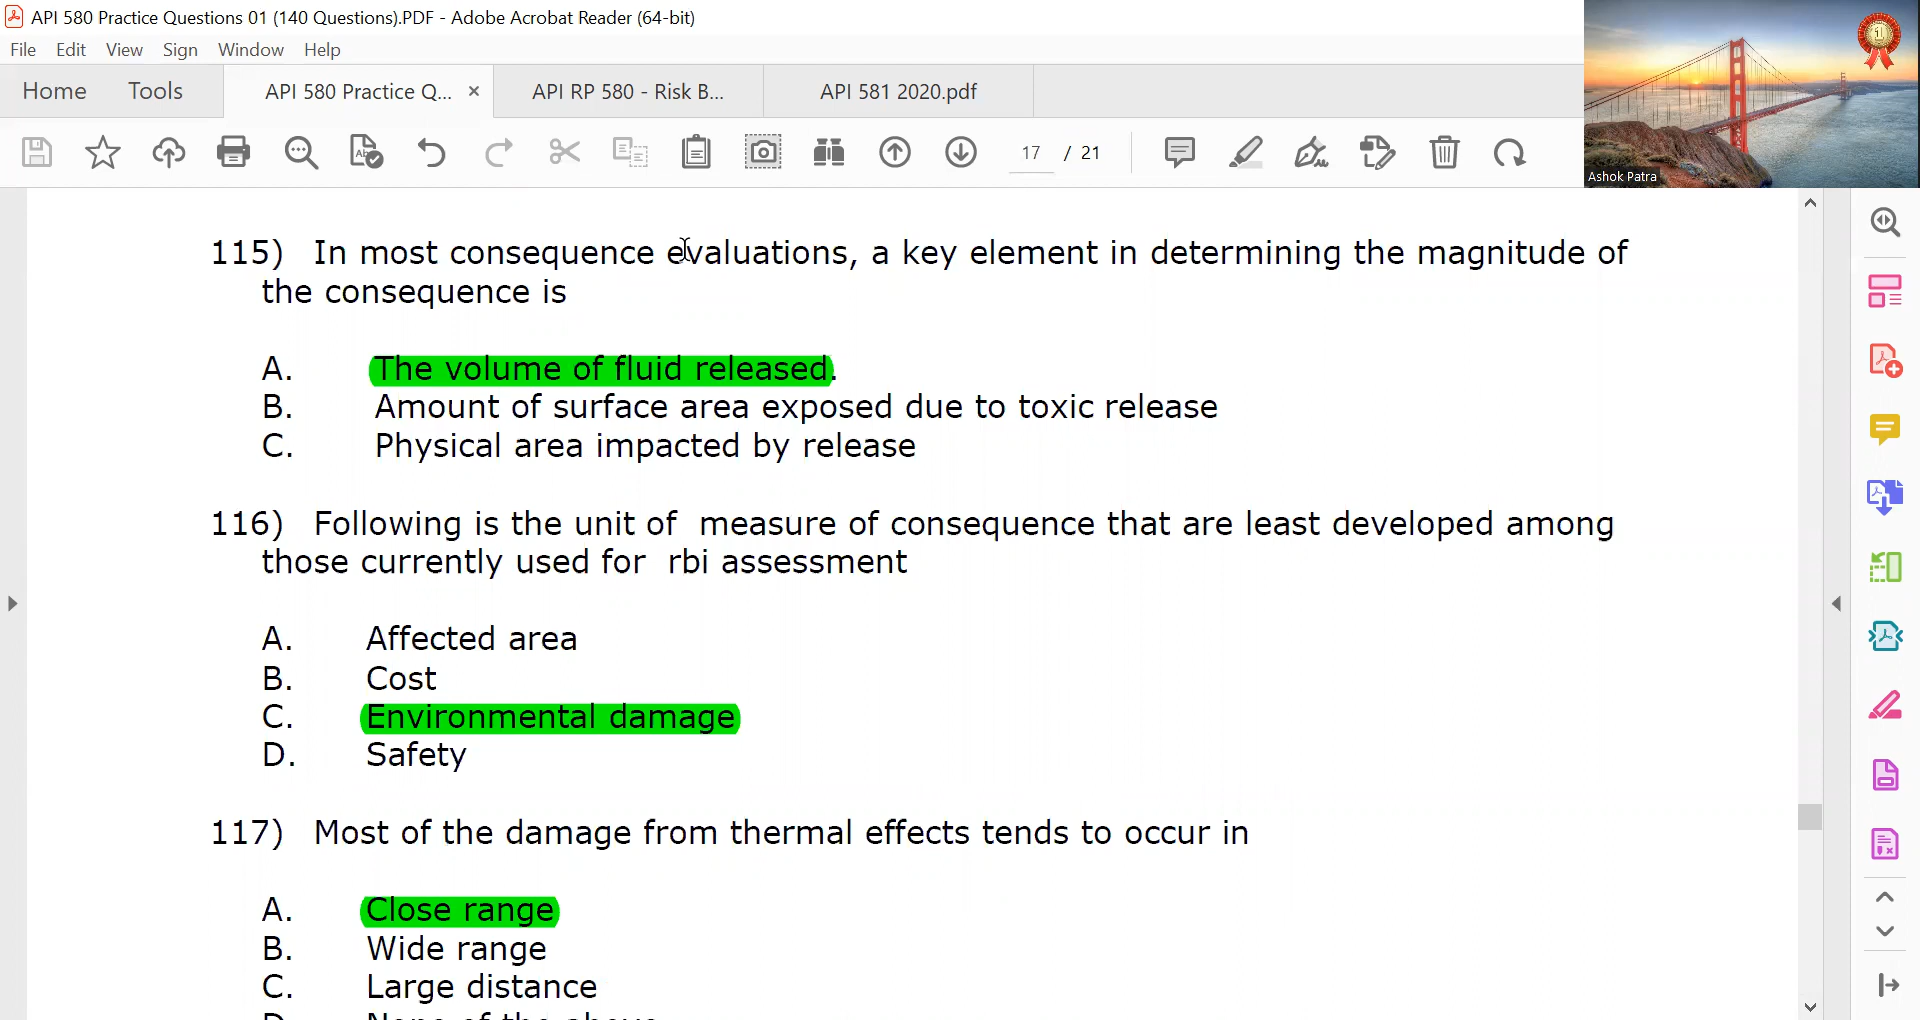 API 580 Practice Questions 01 (140 Questions).PDF - Adobe Acrobat Reader (64-bit)
File Edit View Sign Window Help
Home Tools API 580 Practice Q... × API RP 580 - Risk B... API 581 2020.pdf
17 / 21
1
Ashok Patra
115) In most consequence evaluations, a key element in determining the magnitude of
the consequence is
A. The volume of fluid released.
B. Amount of surface area exposed due to toxic release
C. Physical area impacted by release
116) Following is the unit of measure of consequence that are least developed among
those currently used for rbi assessment
A. Affected area
B. Cost
C. Environmental damage
D. Safety
117) Most of the damage from thermal effects tends to occur in
A. Close range
B. Wide range
C. Large distance
D. None of the above